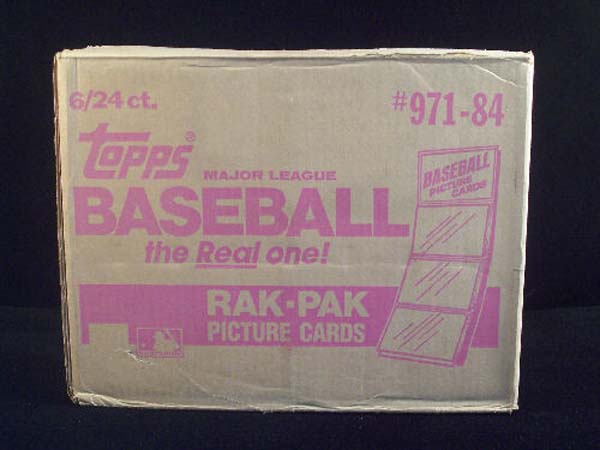 6/24 ct.
#971-84
Topps®
MAJOR LEAGUE
BASEBALL
the Real one!
RAK-PAK
PICTURE CARDS
BASEBALL
PICTURE
CARDS